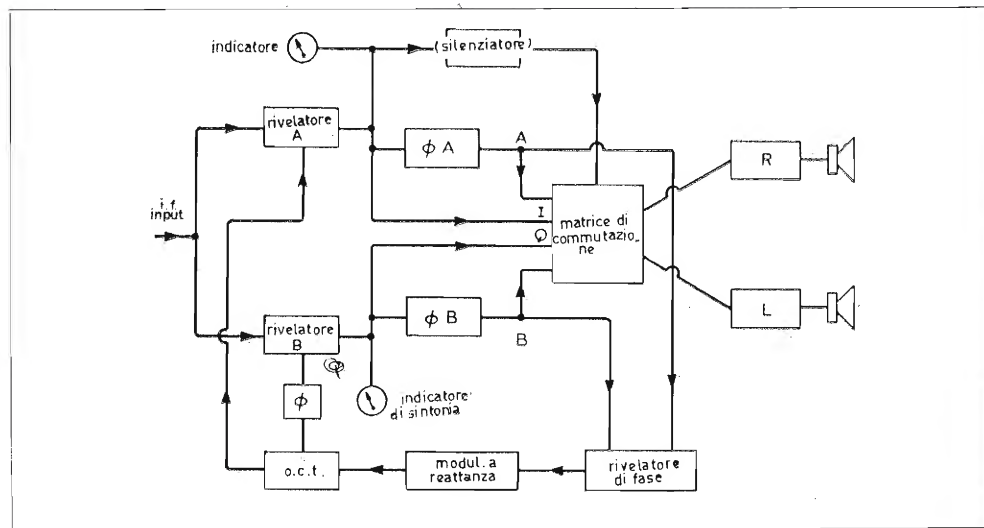 indicatore
(silenziatore)
rivelatore
A
ϕ A
A
R
i.f.
input
I
Q
matrice di
commutazio_
ne
L
rivelatore
B
Q
ϕ B
B
ϕ
indicatore
di sintonia
o.c.t.
modul. a
reattanza
rivelatore
di fase